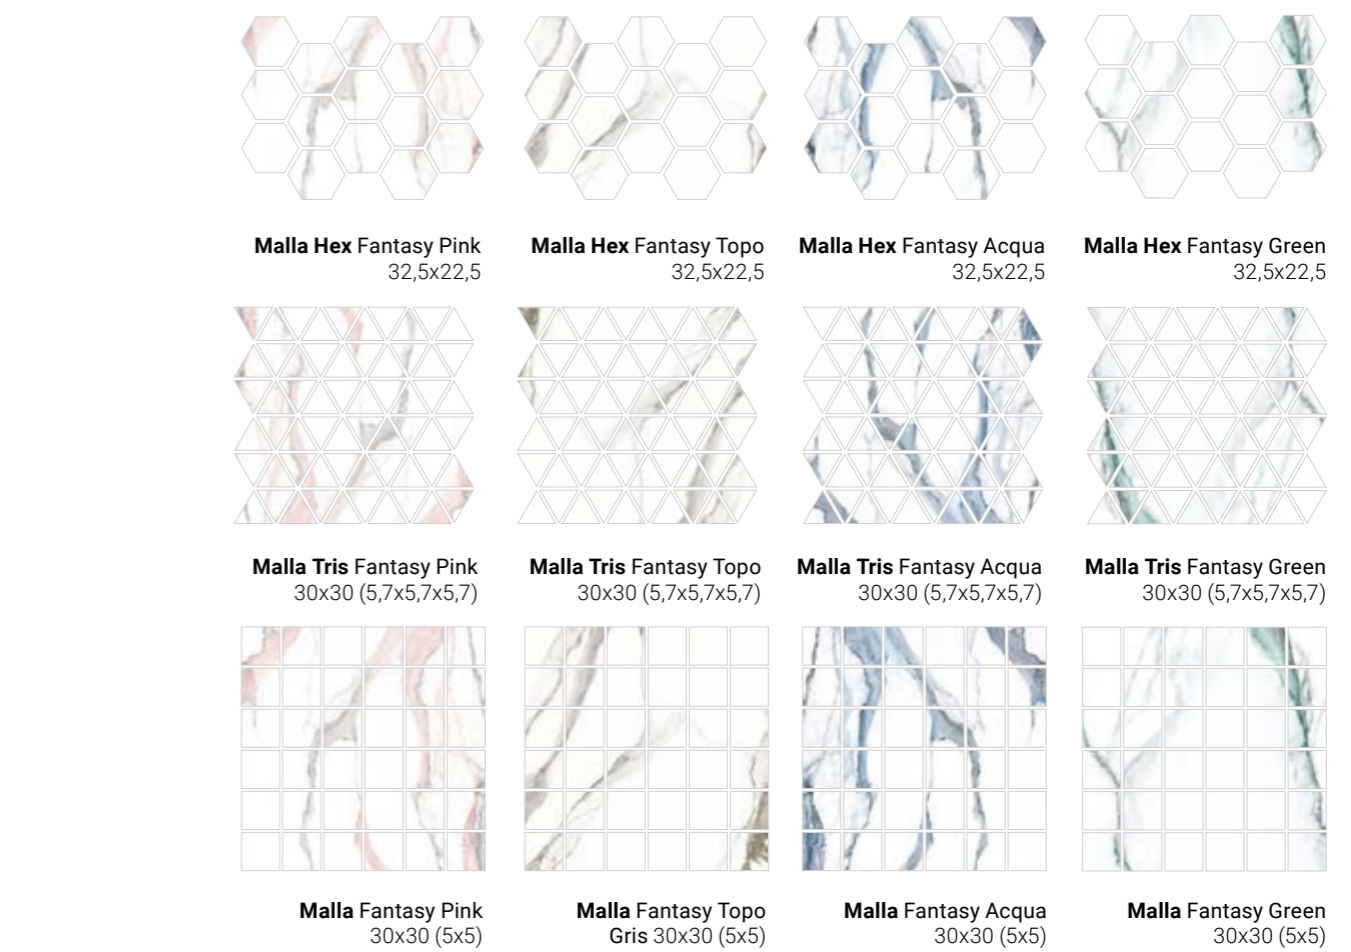 Malla Hex Fantasy Pink
32,5x22,5
Malla Hex Fantasy Topo
32,5x22,5
Malla Hex Fantasy Acqua
32,5x22,5
Malla Hex Fantasy Green
32,5x22,5
Malla Tris Fantasy Pink
30x30 (5,7x5,7x5,7)
Malla Tris Fantasy Topo
30x30 (5,7x5,7x5,7)
Malla Tris Fantasy Acqua
30x30 (5,7x5,7x5,7)
Malla Tris Fantasy Green
30x30 (5,7x5,7x5,7)
Malla Fantasy Pink
30x30 (5x5)
Malla Fantasy Topo
Gris 30x30 (5x5)
Malla Fantasy Acqua
30x30 (5x5)
Malla Fantasy Green
30x30 (5x5)